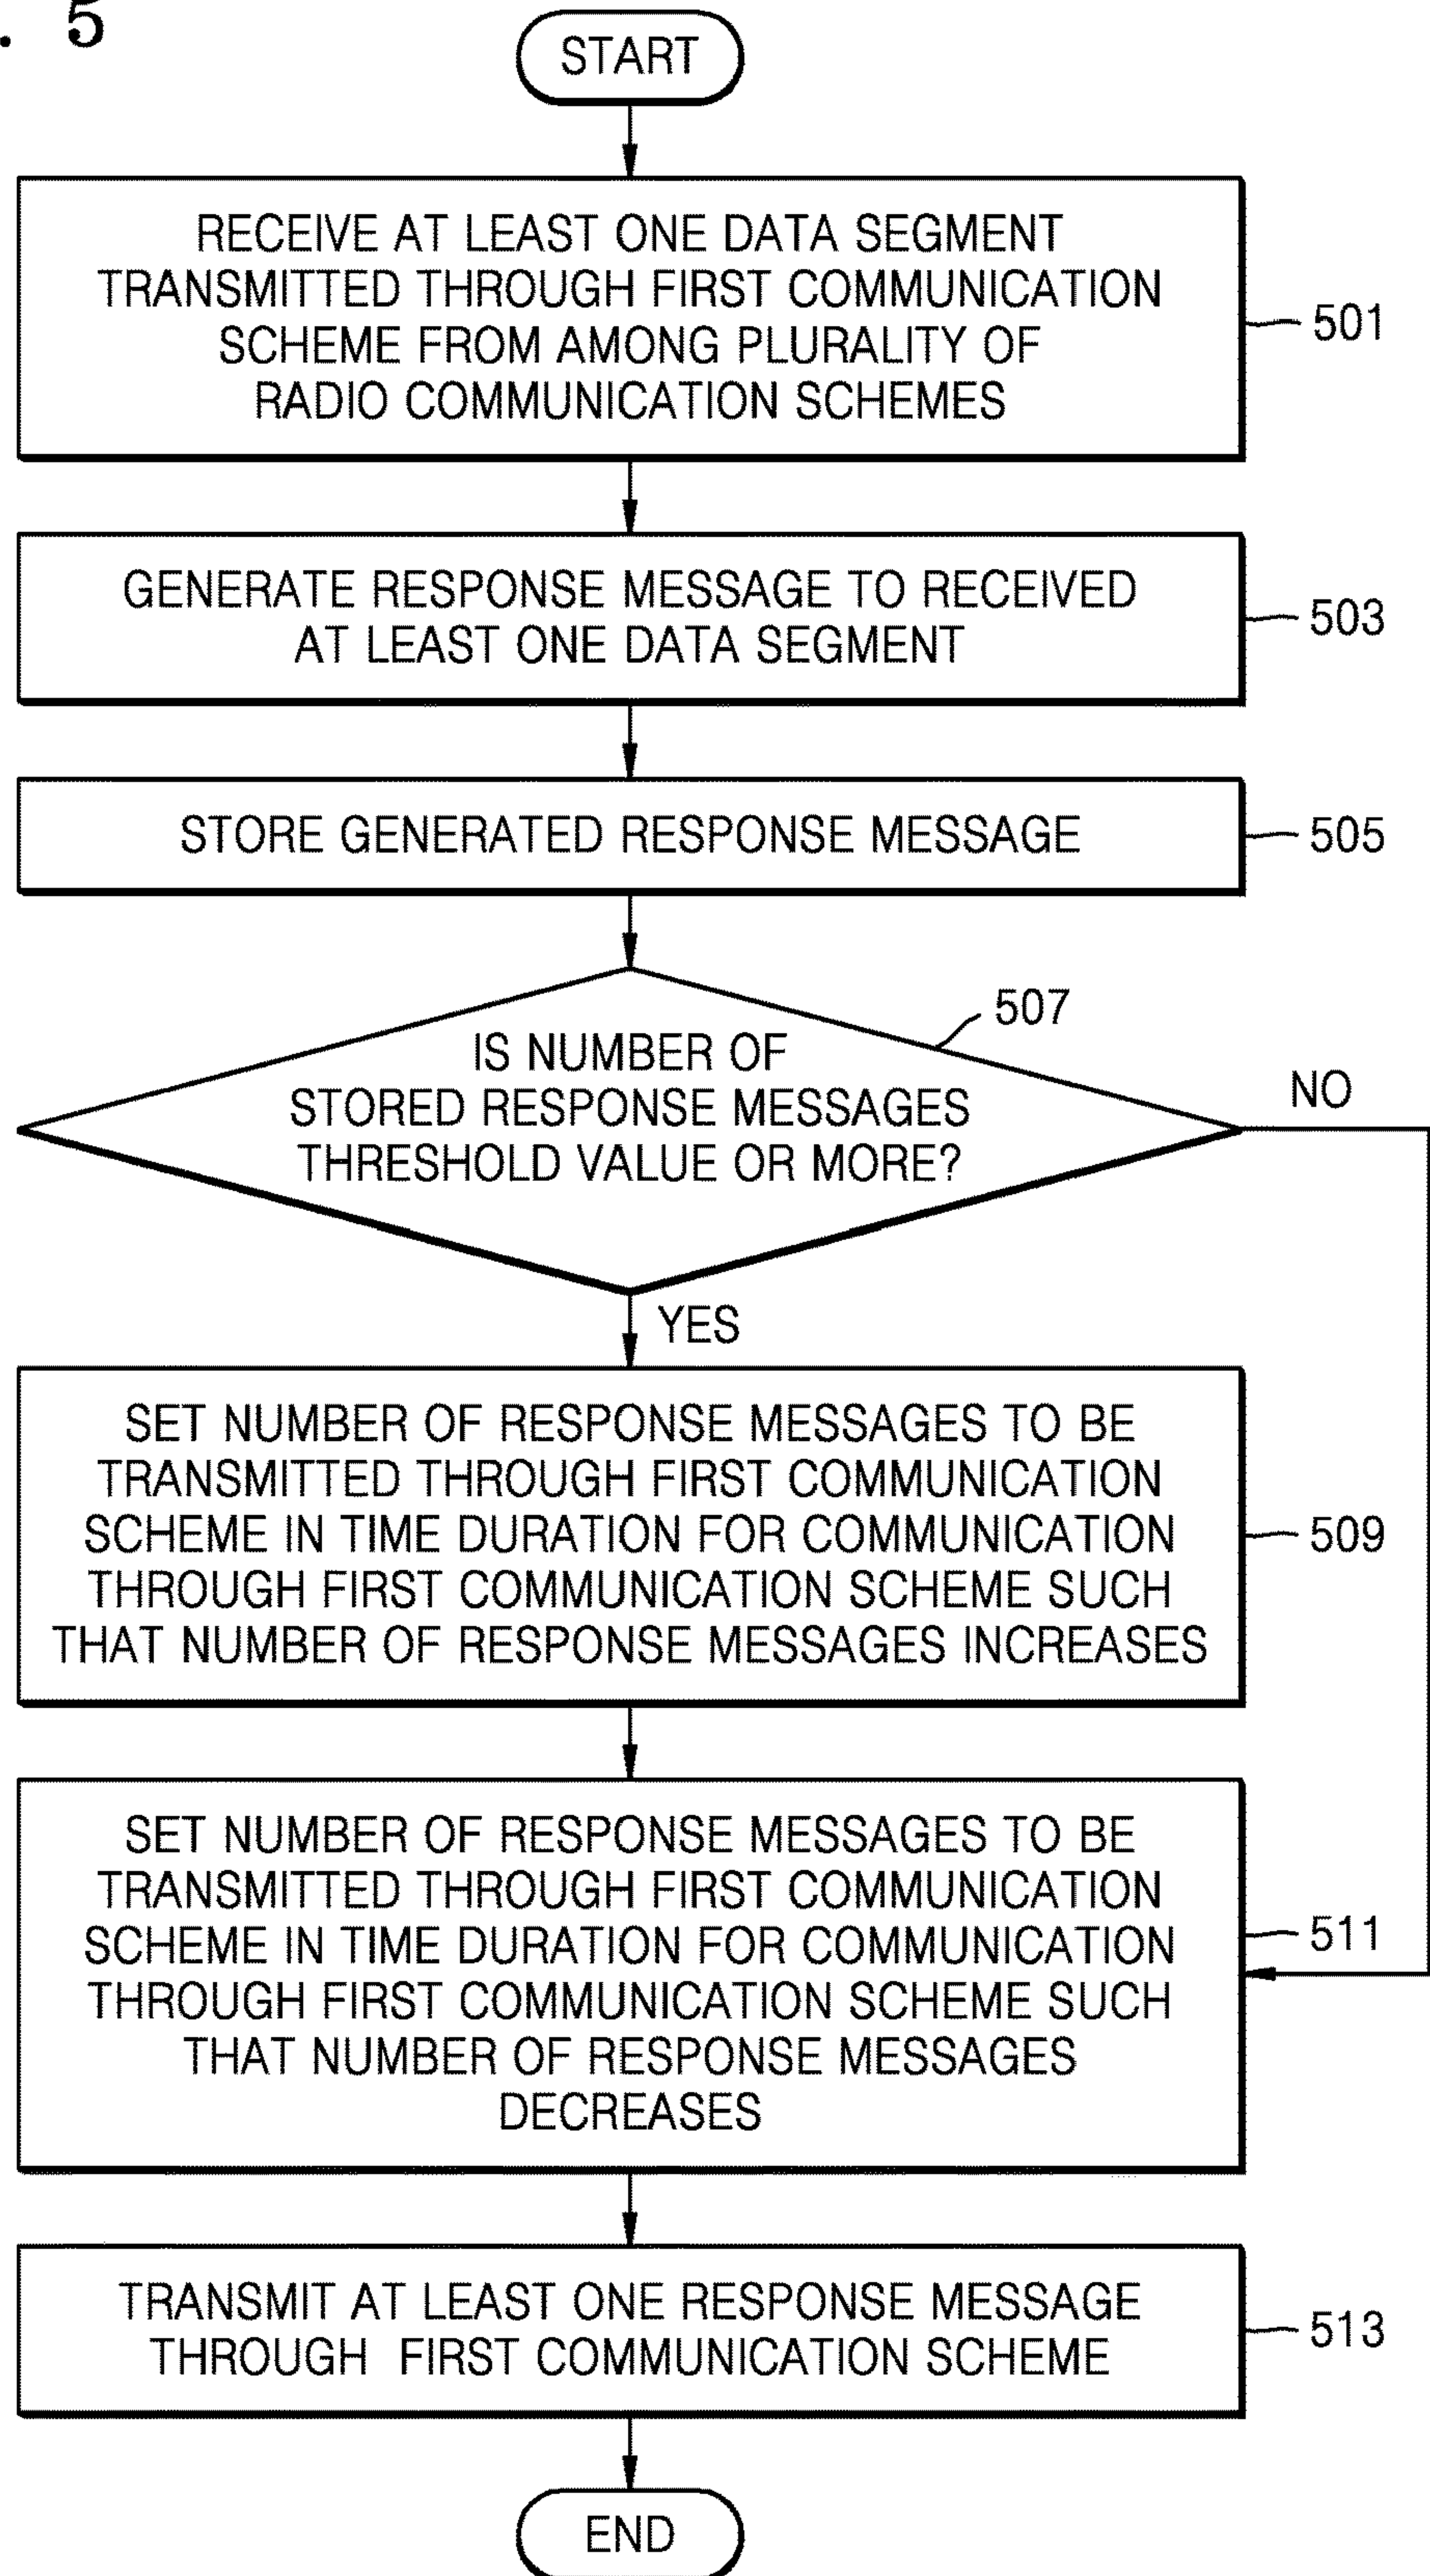 . 5
START
RECEIVE AT LEAST ONE DATA SEGMENT
TRANSMITTED THROUGH FIRST COMMUNICATION
SCHEME FROM AMONG PLURALITY OF
RADIO COMMUNICATION SCHEMES
501
GENERATE RESPONSE MESSAGE TO RECEIVED
AT LEAST ONE DATA SEGMENT
503
STORE GENERATED RESPONSE MESSAGE
505
507
IS NUMBER OF
STORED RESPONSE MESSAGES
THRESHOLD VALUE OR MORE?
NO
YES
SET NUMBER OF RESPONSE MESSAGES TO BE
TRANSMITTED THROUGH FIRST COMMUNICATION
SCHEME IN TIME DURATION FOR COMMUNICATION
THROUGH FIRST COMMUNICATION SCHEME SUCH
THAT NUMBER OF RESPONSE MESSAGES INCREASES
509
SET NUMBER OF RESPONSE MESSAGES TO BE
TRANSMITTED THROUGH FIRST COMMUNICATION
SCHEME IN TIME DURATION FOR COMMUNICATION
THROUGH FIRST COMMUNICATION SCHEME SUCH
THAT NUMBER OF RESPONSE MESSAGES
DECREASES
511
TRANSMIT AT LEAST ONE RESPONSE MESSAGE
THROUGH FIRST COMMUNICATION SCHEME
513
END